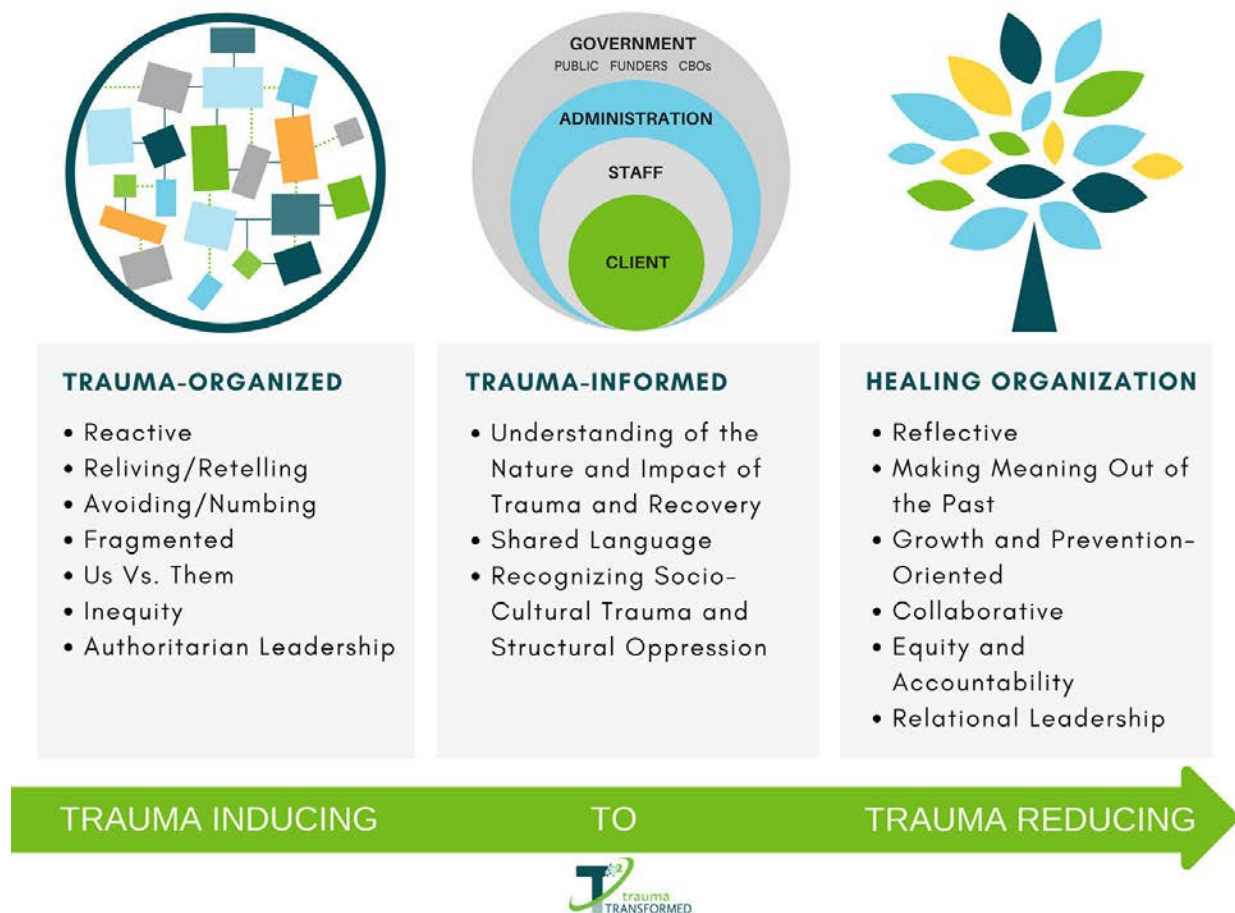 GOVERNMENT
PUBLIC FUNDERS CBOs
ADMINISTRATION
STAFF
CLIENT
TRAUMA-ORGANIZED
• Reactive
• Reliving/Retelling
• Avoiding/Numbing
• Fragmented
• Us Vs. Them
• Inequity
• Authoritarian Leadership
TRAUMA-INFORMED
• Understanding of the
Nature and Impact of
Trauma and Recovery
• Shared Language
• Recognizing Socio-
Cultural Trauma and
Structural Oppression
HEALING ORGANIZATION
• Reflective
• Making Meaning Out of
the Past
• Growth and Prevention-
Oriented
• Collaborative
• Equity and
Accountability
• Relational Leadership
TRAUMA INDUCING TO TRAUMA REDUCING
T2
trauma
TRANSFORMED